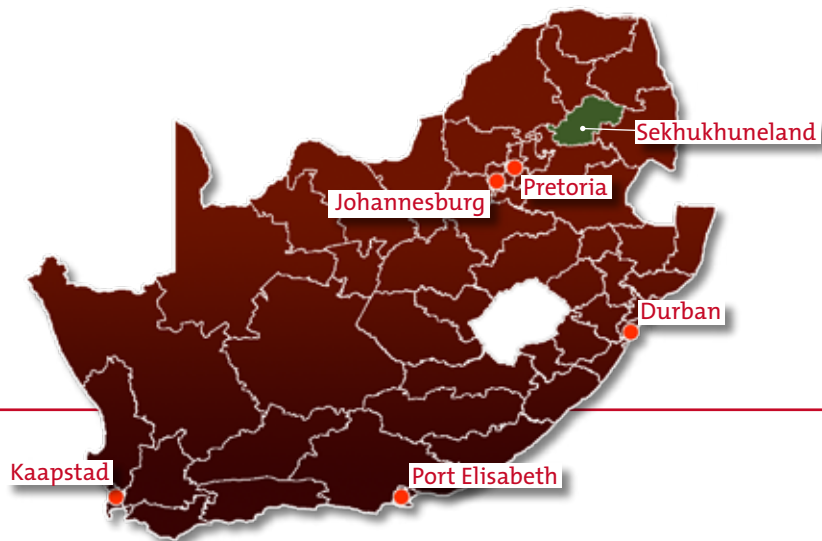 Sekhukhuneland
Pretoria
Johannesburg
Durban
Kaapstad
Port Elisabeth